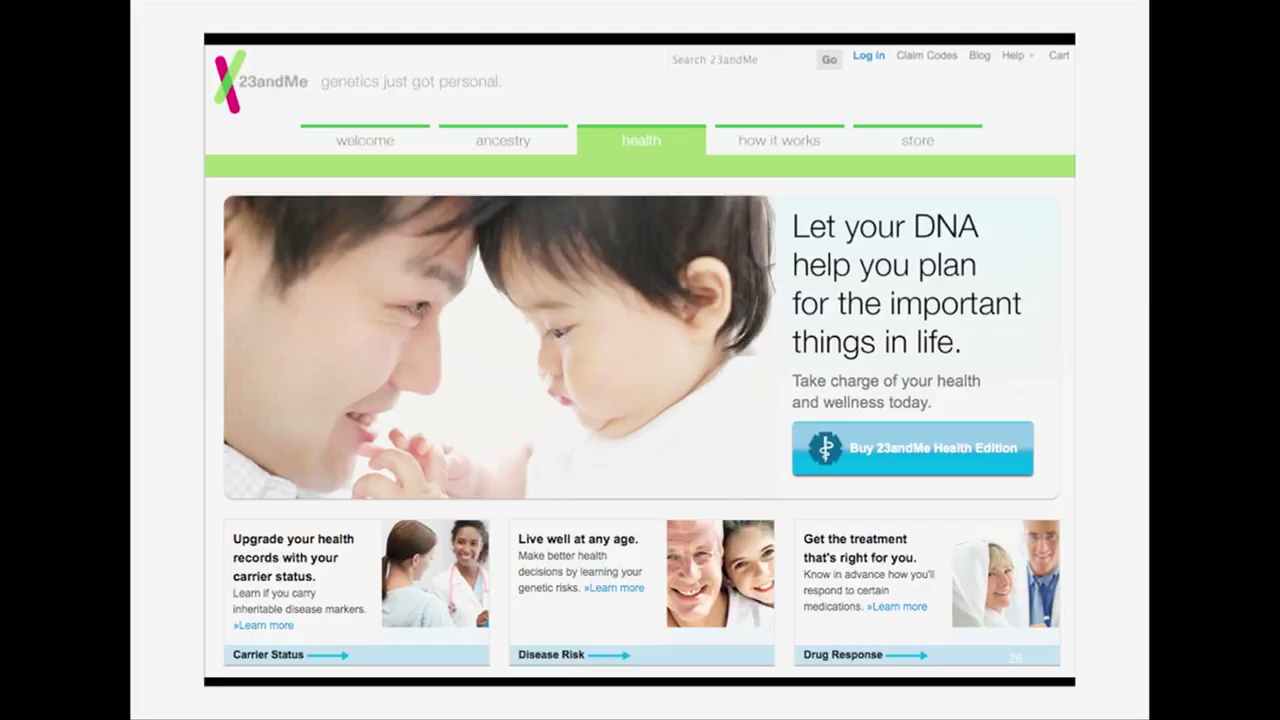 Search 23andMe Go Log in Claim Codes Blog Help Cart
23andMe genetics just got personal.
welcome ancestry health how it works store
Let your DNA
help you plan
for the important
things in life.
Take charge of your health
and wellness today.
Buy 23andMe Health Edition
Upgrade your health
records with your
carrier status.
Learn if you carry
inheritable disease markers.
»Learn more
Carrier Status
Live well at any age.
Make better health
decisions by learning your
genetic risks. »Learn more
Disease Risk
Get the treatment
that's right for you.
Know in advance how you'll
respond to certain
medications. »Learn more
Drug Response
26